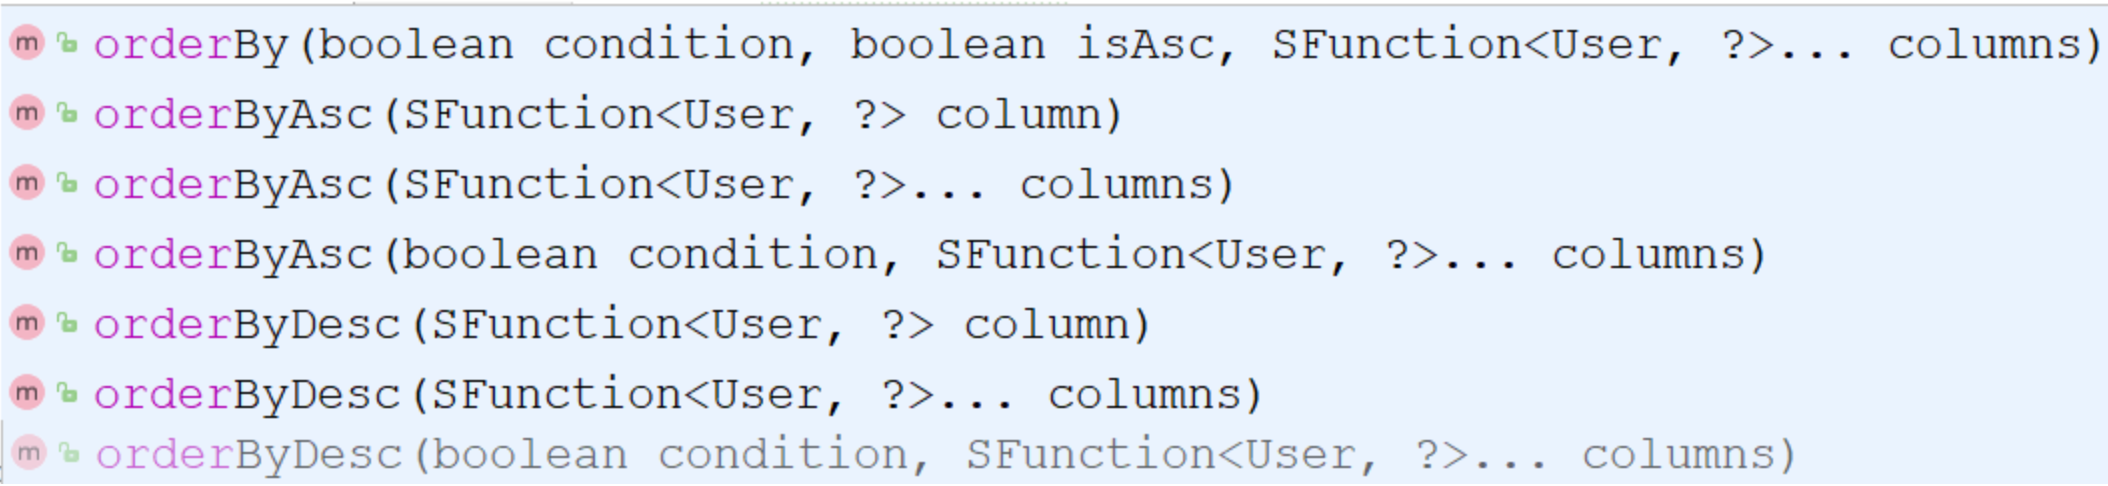 m orderBy(boolean condition, boolean isAsc, SFunction<User, ?>... columns)
m orderByAsc(SFunction<User, ?> column)
m orderByAsc(SFunction<User, ?>... columns)
m orderByAsc(boolean condition, SFunction<User, ?>... columns)
m orderByDesc(SFunction<User, ?> column)
m orderByDesc(SFunction<User, ?>... columns)
m orderByDesc(boolean condition, SFunction<User, ?>... columns)